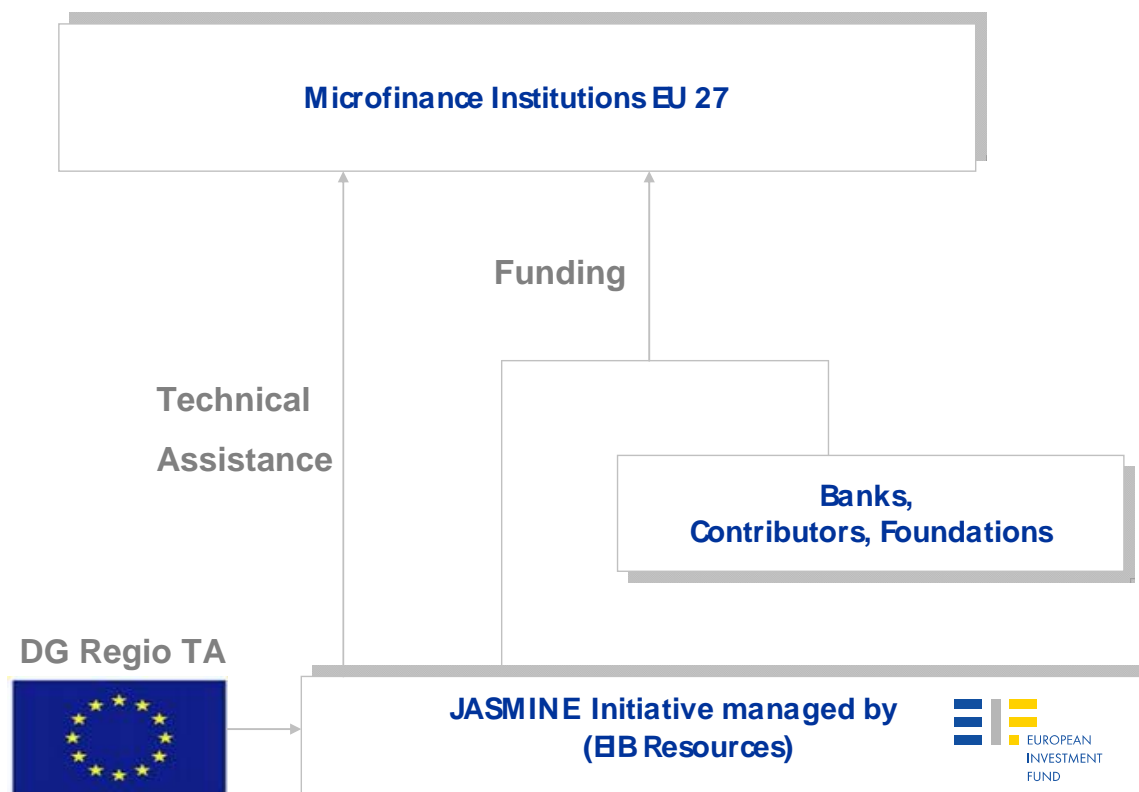 Microfinance Institutions EU 27
Funding
Technical
Assistance
Banks,
Contributors, Foundations
DG Regio TA
JASMINE Initiative managed by
(EIB Resources)
EUROPEAN
INVESTMENT
FUND